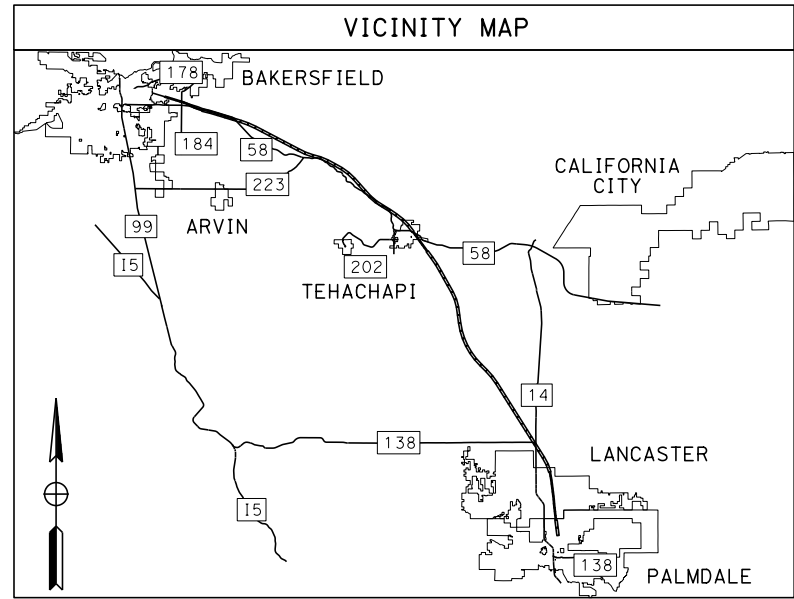 VICINITY MAP
178
BAKERSFIELD
184
58
223
CALIFORNIA
CITY
99
ARVIN
I5
202
58
TEHACHAPI
14
138
LANCASTER
I5
138
PALMDALE